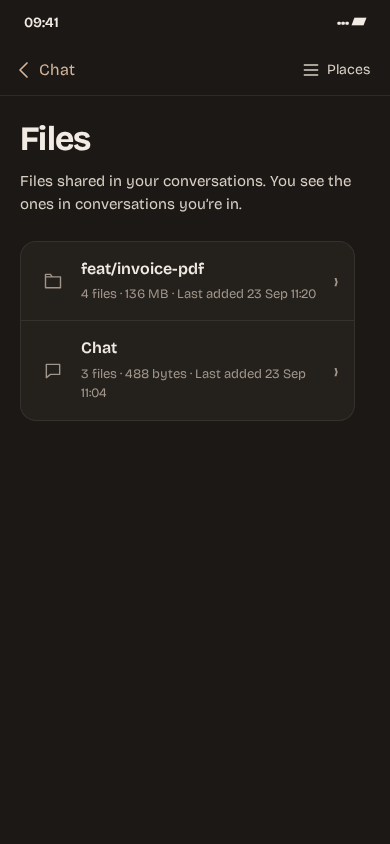 09:41
Chat
Places
Files
Files shared in your conversations. You see the
ones in conversations you're in.
feat/invoice-pdf
4 files · 136 MB · Last added 23 Sep 11:20
Chat
3 files · 488 bytes · Last added 23 Sep
11:04